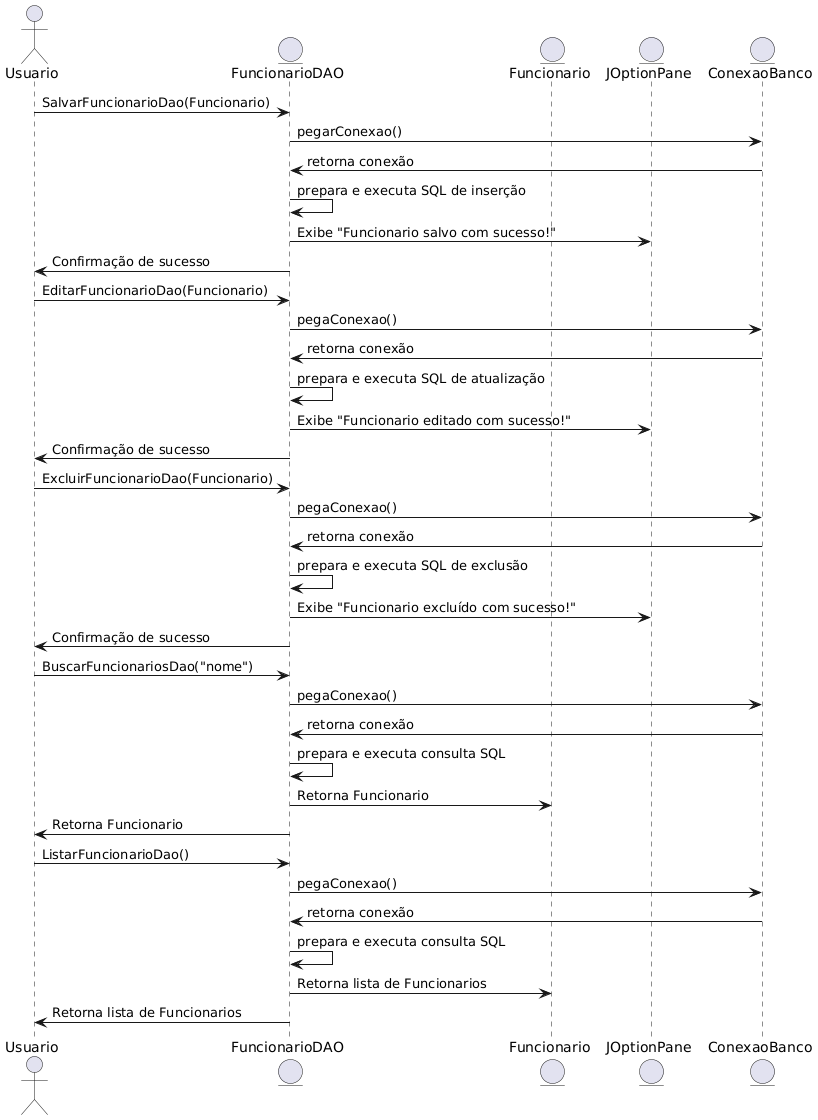 Usuario
FuncionarioDAO
Funcionario
JOptionPane
ConexaoBanco
SalvarFuncionarioDao(Funcionario)
pegarConexao()
retorna conexão
prepara e executa SQL de inserção
Exibe "Funcionario salvo com sucesso!"
Confirmação de sucesso
EditarFuncionarioDao(Funcionario)
pegaConexao()
retorna conexão
prepara e executa SQL de atualização
Exibe "Funcionario editado com sucesso!"
Confirmação de sucesso
ExcluirFuncionarioDao(Funcionario)
pegaConexao()
retorna conexão
prepara e executa SQL de exclusão
Exibe "Funcionario excluído com sucesso!"
Confirmação de sucesso
BuscarFuncionariosDao("nome")
pegaConexao()
retorna conexão
prepara e executa consulta SQL
Retorna Funcionario
Retorna Funcionario
ListarFuncionarioDao()
pegaConexao()
retorna conexão
prepara e executa consulta SQL
Retorna lista de Funcionarios
Retorna lista de Funcionarios
Usuario
FuncionarioDAO
Funcionario
JOptionPane
ConexaoBanco